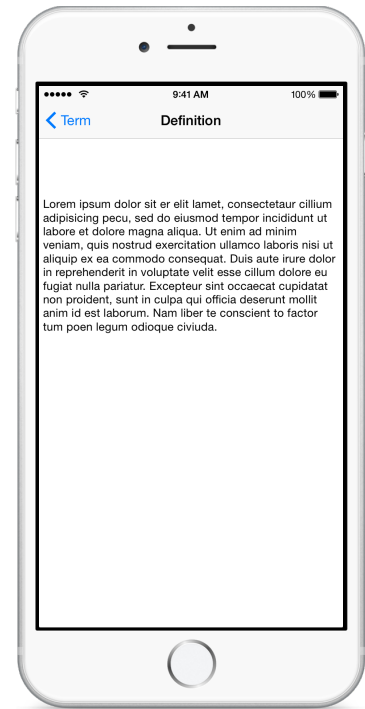 9:41 AM 100%
Term Definition
Lorem ipsum dolor sit er elit lamet, consectetaur cillium
adipisicing pecu, sed do eiusmod tempor incididunt ut
labore et dolore magna aliqua. Ut enim ad minim
veniam, quis nostrud exercitation ullamco laboris nisi ut
aliquip ex ea commodo consequat. Duis aute irure dolor
in reprehenderit in voluptate velit esse cillum dolore eu
fugiat nulla pariatur. Excepteur sint occaecat cupidatat
non proident, sunt in culpa qui officia deserunt mollit
anim id est laborum. Nam liber te conscient to factor
tum poen legum odioque civiuda.